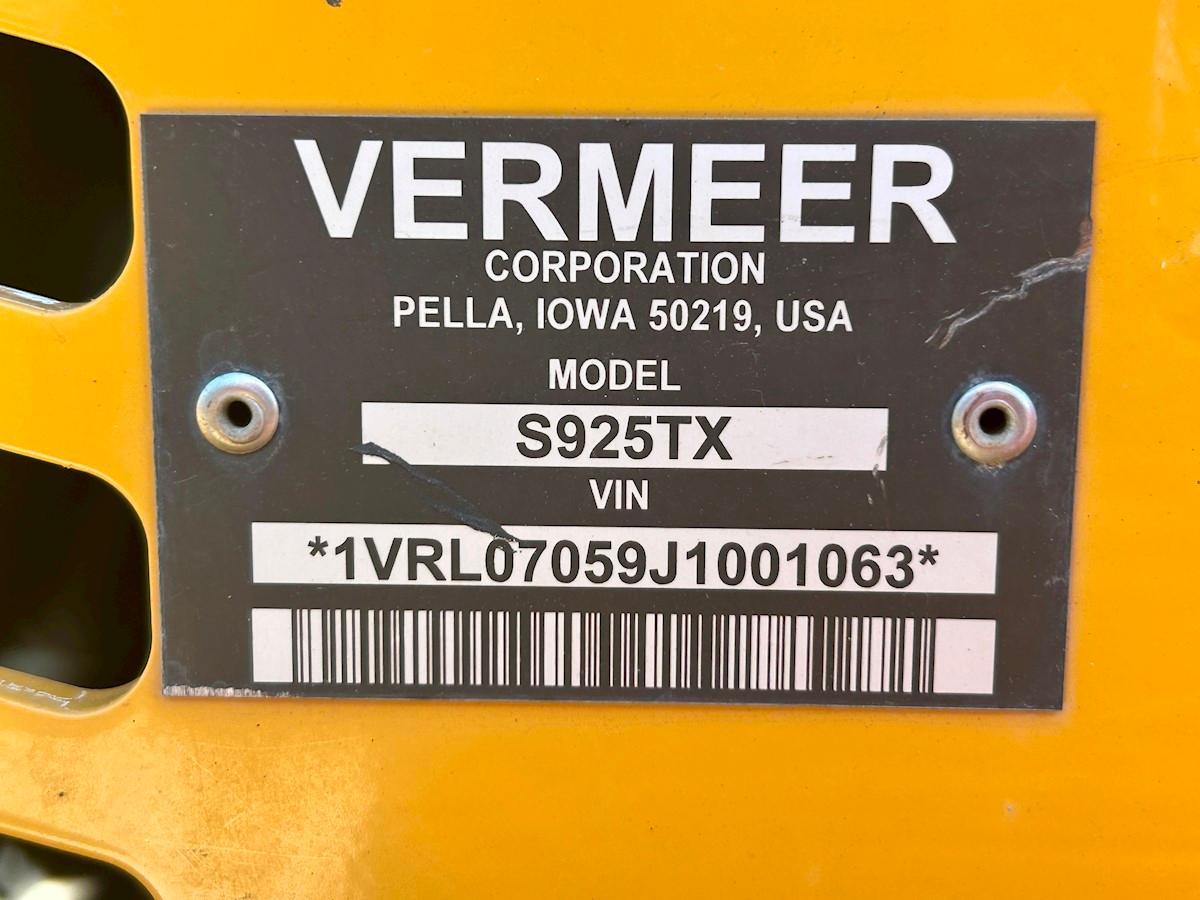 VERMEER
CORPORATION
PELLA, IOWA 50219, USA
MODEL
S925TX
VIN
*1VRL07059J1001063*